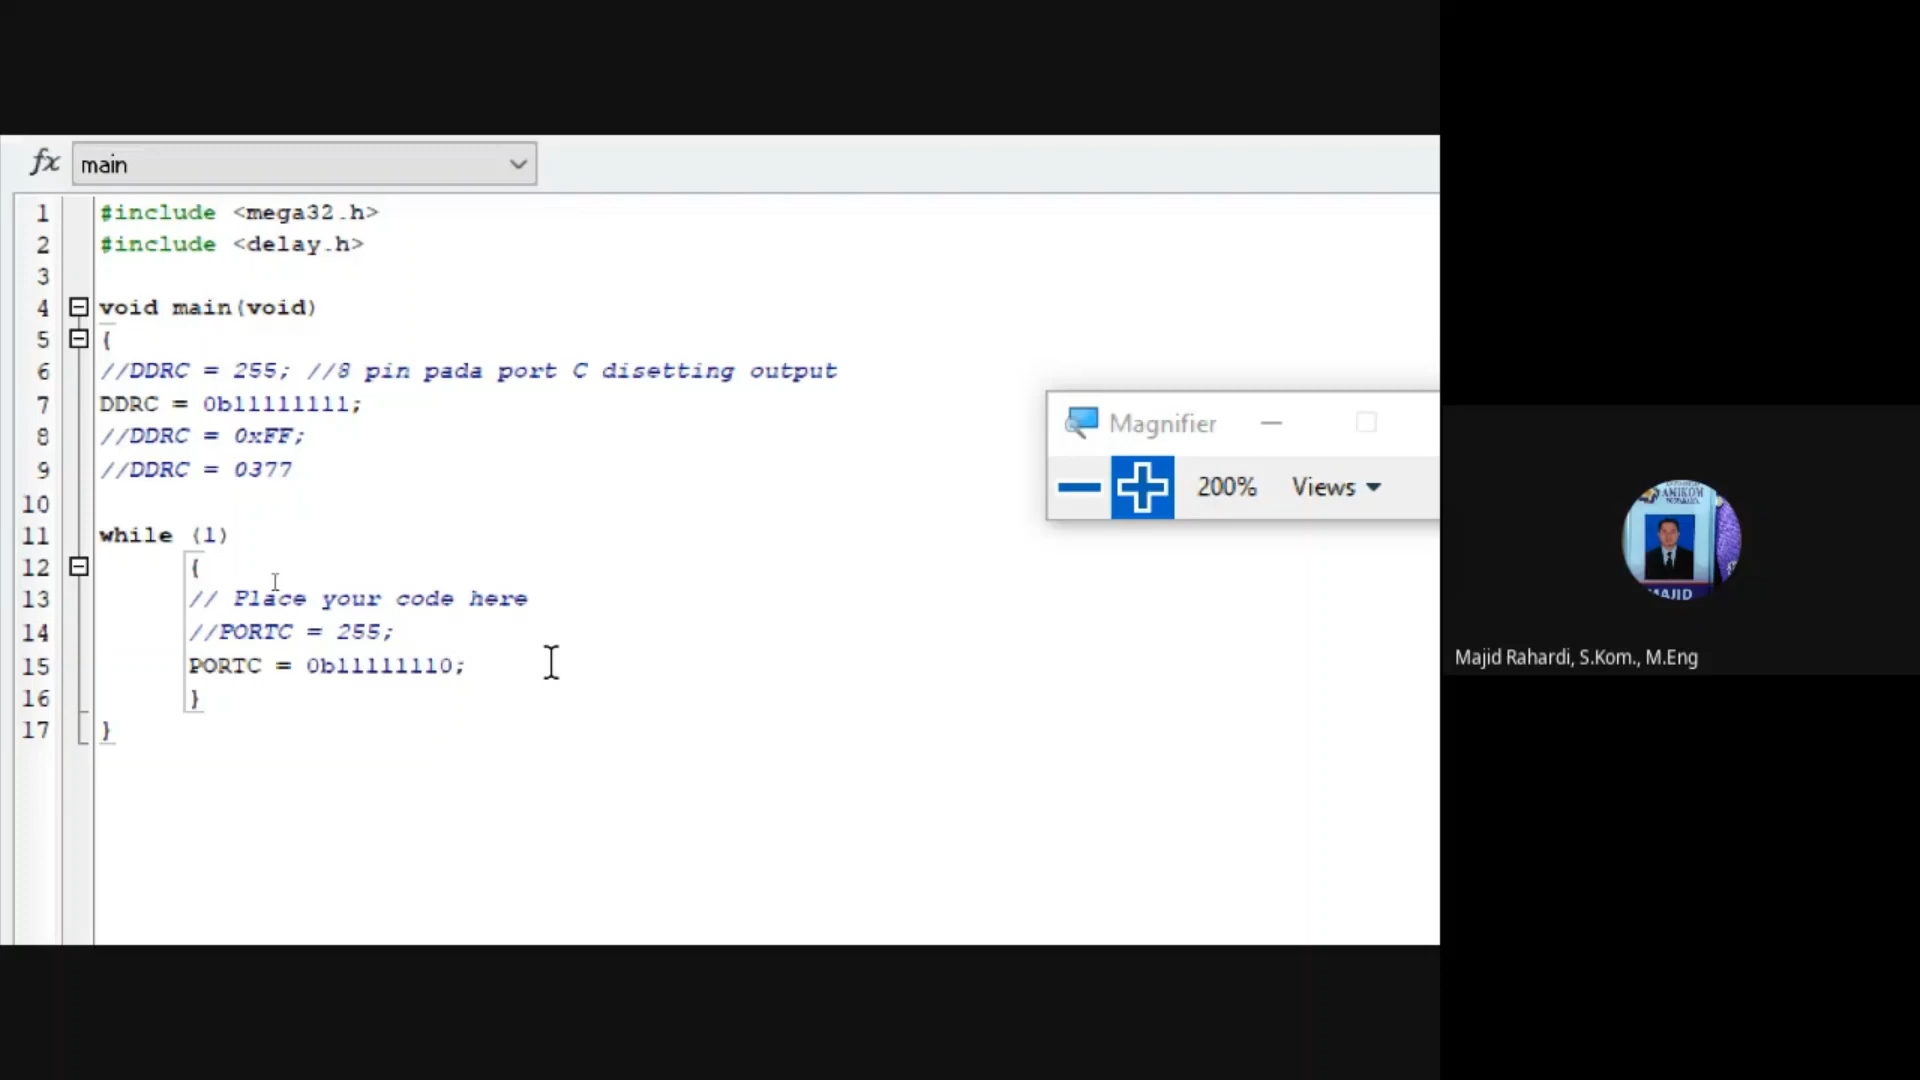 fx main
1 #include <mega32.h>
2 #include <delay.h>
3
4 void main(void)
5 {
6 //DDRC = 255; //8 pin pada port C disetting output
7 DDRC = 0b11111111;
8 //DDRC = 0xFF;
9 //DDRC = 0377
10
11 while (1)
12 {
13 // Place your code here
14 //PORTC = 255;
15 PORTC = 0b11111110;
16 }
17 }
Magnifier
200% Views
AMIKOM
MAJID
Majid Rahardi, S.Kom., M.Eng